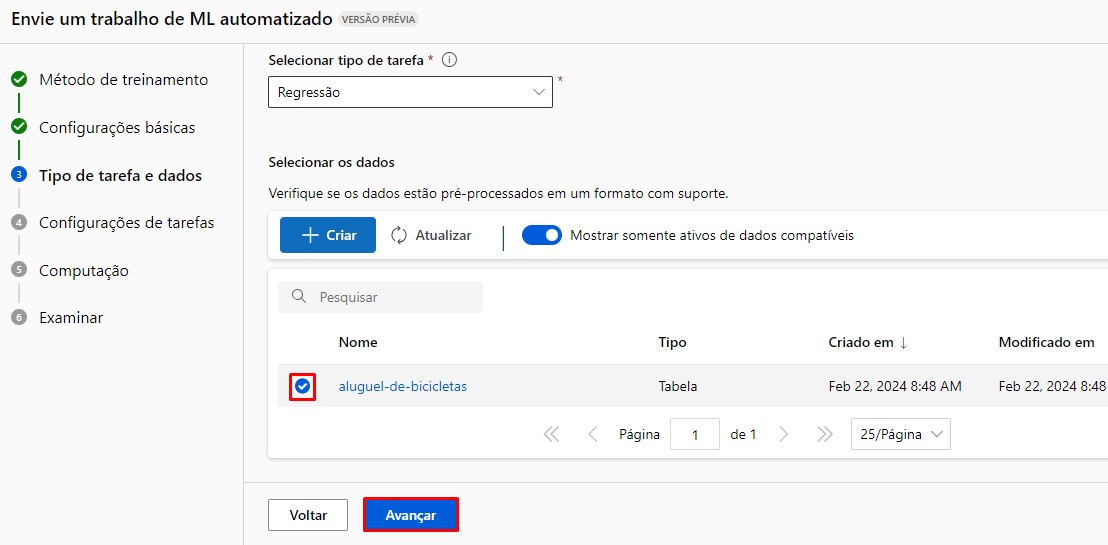 Envie um trabalho de ML automatizado VERSÃO PRÉVIA
Método de treinamento
Configurações básicas
3 Tipo de tarefa e dados
4 Configurações de tarefas
5 Computação
6 Examinar
Selecionar tipo de tarefa *
Regressão *
Selecionar os dados
Verifique se os dados estão pré-processados em um formato com suporte.
+ Criar Atualizar | Mostrar somente ativos de dados compatíveis
Pesquisar
Nome Tipo Criado em ↓ Modificado em
aluguel-de-bicicletas Tabela Feb 22, 2024 8:48 AM Feb 22, 2024 8:48
Página 1 de 1 25/Página
Voltar Avançar